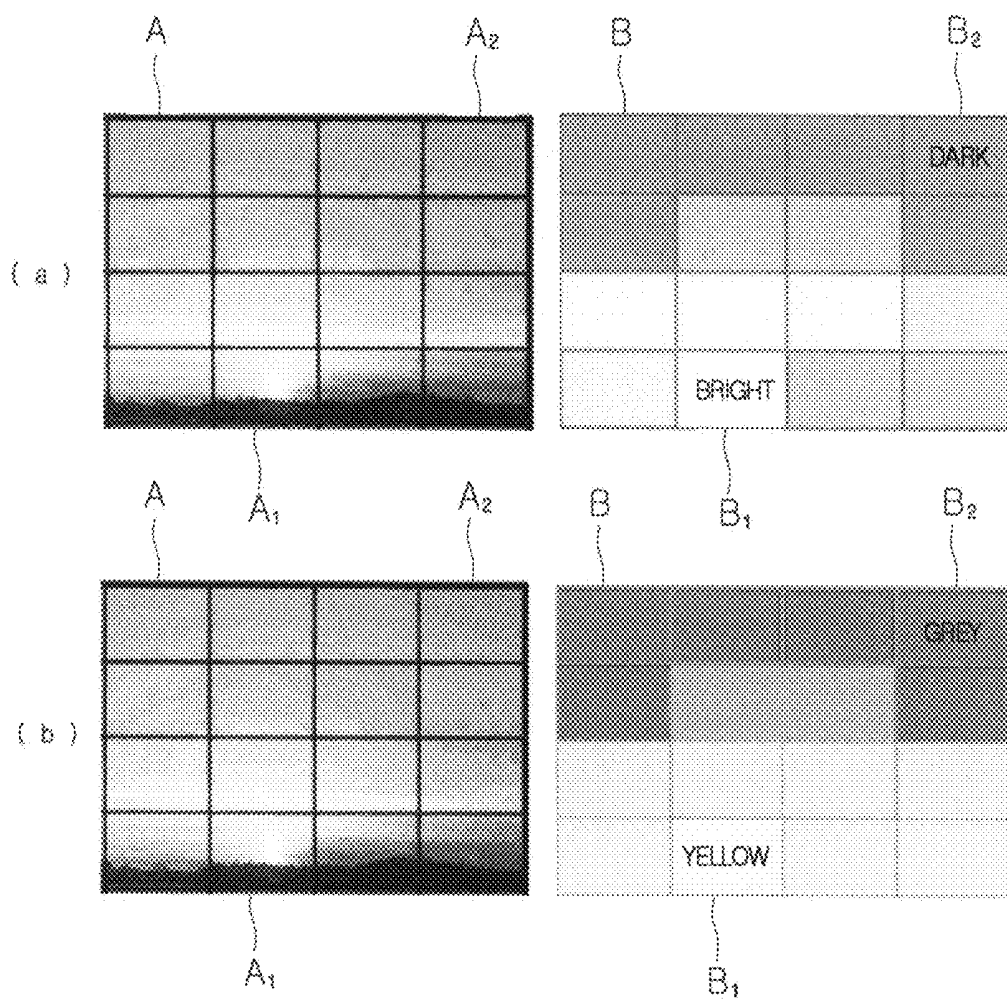 A A₂ B B₂
DARK
( a )
BRIGHT
A₁ B₁
A A₂ B B₂
GREY
( b )
YELLOW
A₁ B₁